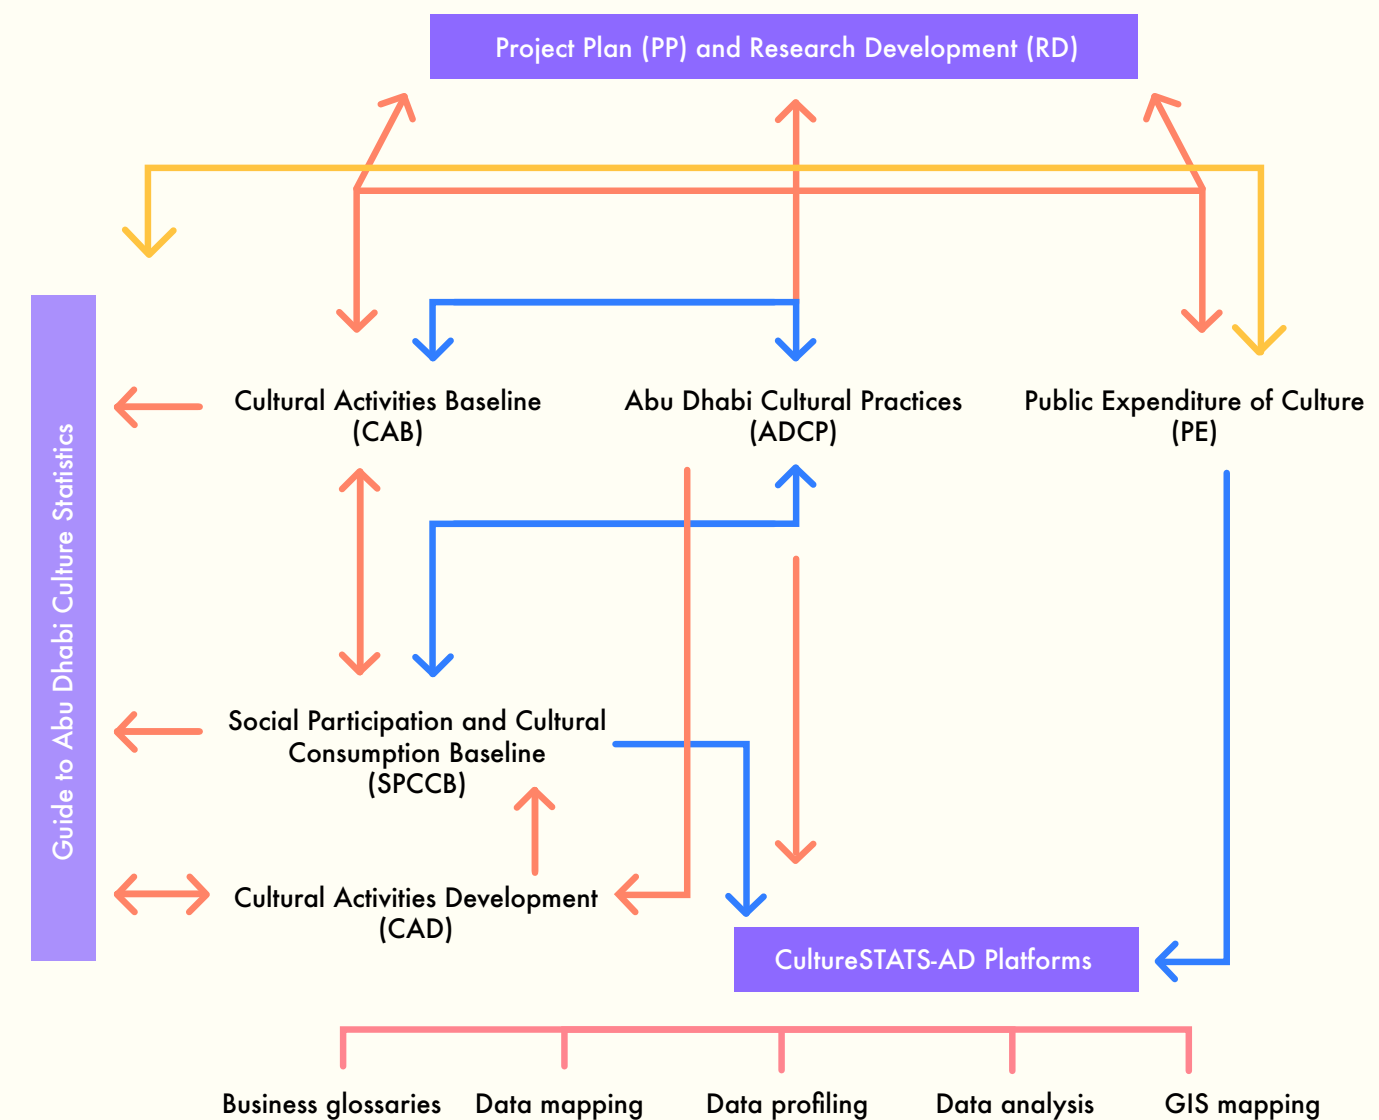 Project Plan (PP) and Research Development (RD)
Guide to Abu Dhabi Culture Statistics
Cultural Activities Baseline
(CAB)
Abu Dhabi Cultural Practices
(ADCP)
Public Expenditure of Culture
(PE)
Social Participation and Cultural
Consumption Baseline
(SPCCB)
Cultural Activities Development
(CAD)
CultureSTATS-AD Platforms
Business glossaries
Data mapping
Data profiling
Data analysis
GIS mapping